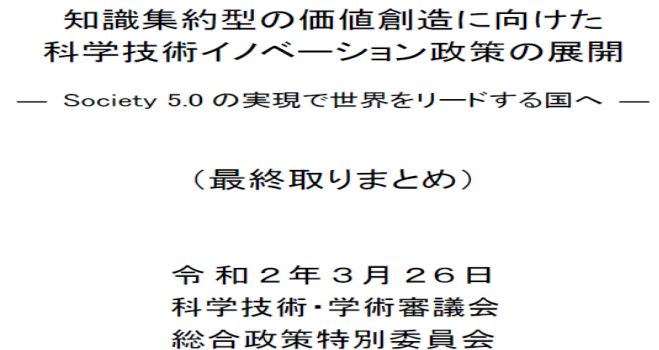 知識集約型の価値創造に向けた
科学技術イノベーション政策の展開
― Society 5.0 の実現で世界をリードする国へ ―
（最終取りまとめ）
令和２年３月２６日
科学技術・学術審議会
総合政策特別委員会